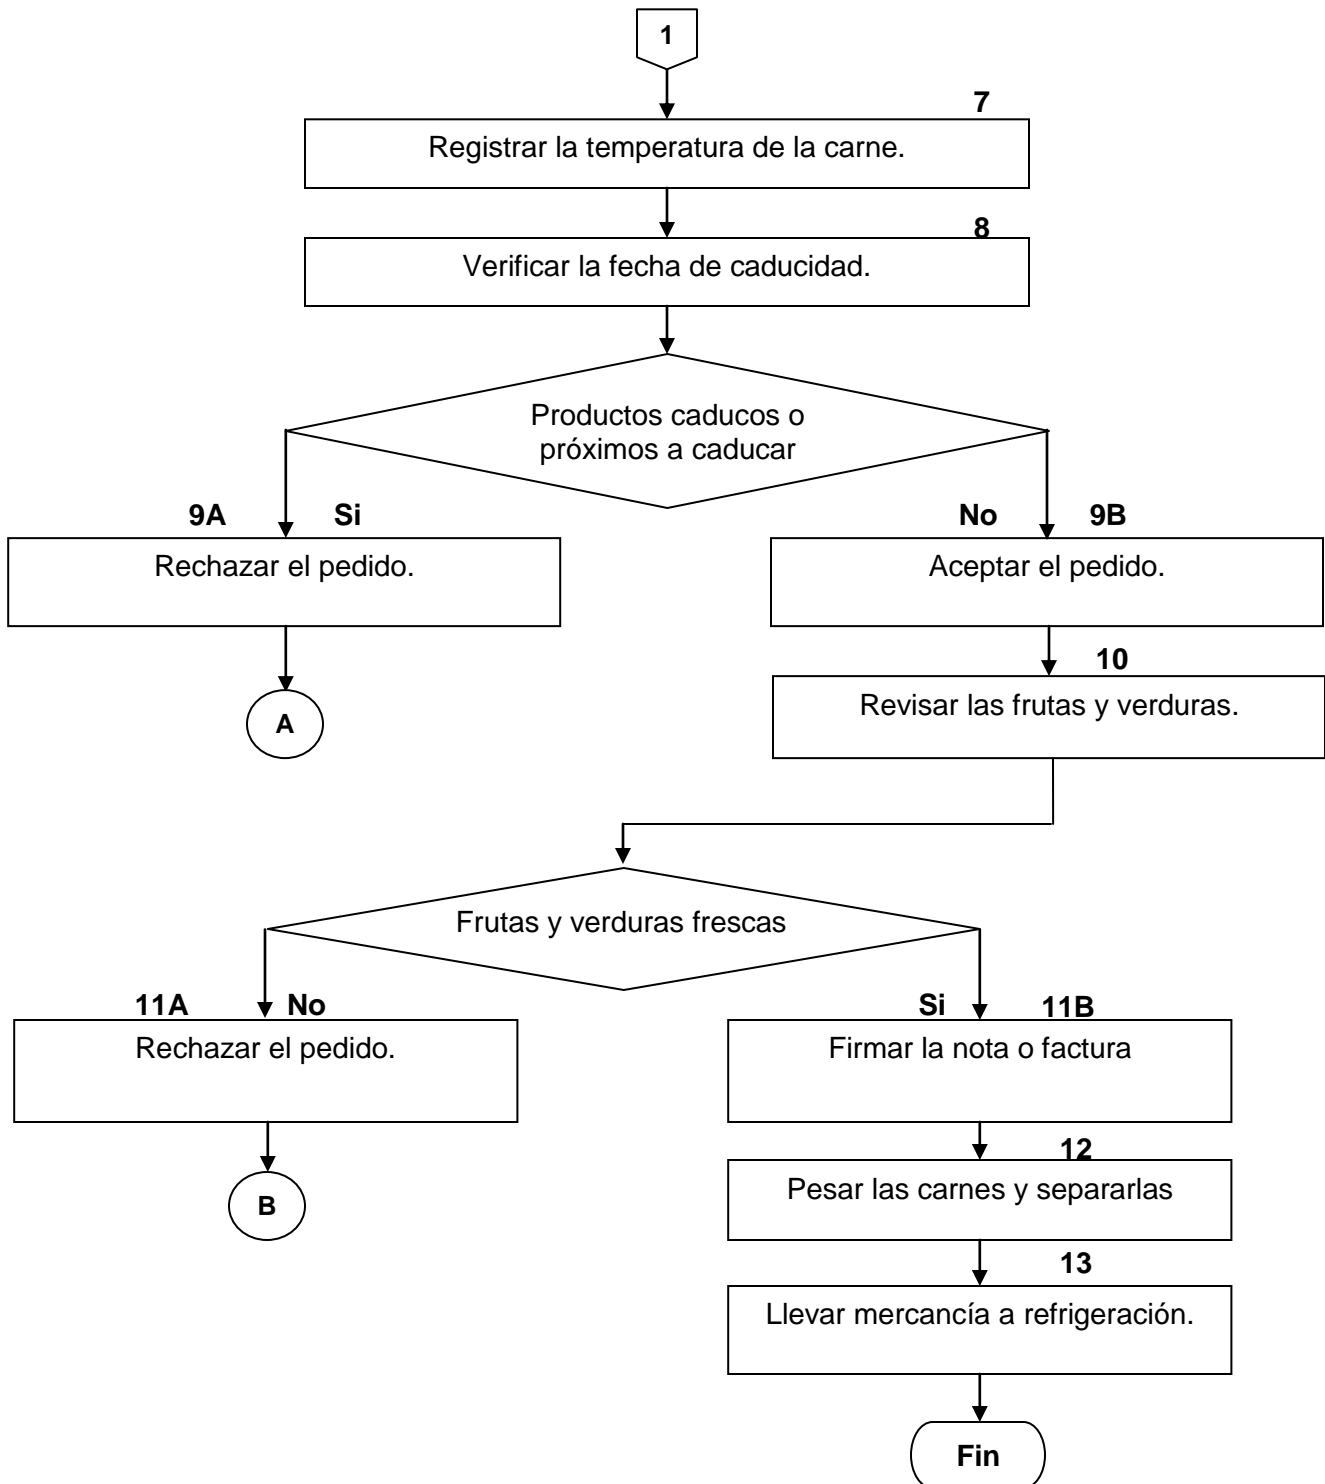 1
7
Registrar la temperatura de la carne.
8
Verificar la fecha de caducidad.
Productos caducos o
próximos a caducar
9A Si
No 9B
Rechazar el pedido.
Aceptar el pedido.
10
Revisar las frutas y verduras.
A
Frutas y verduras frescas
11A No
Si 11B
Rechazar el pedido.
Firmar la nota o factura
12
Pesar las carnes y separarlas
B
13
Llevar mercancía a refrigeración.
Fin